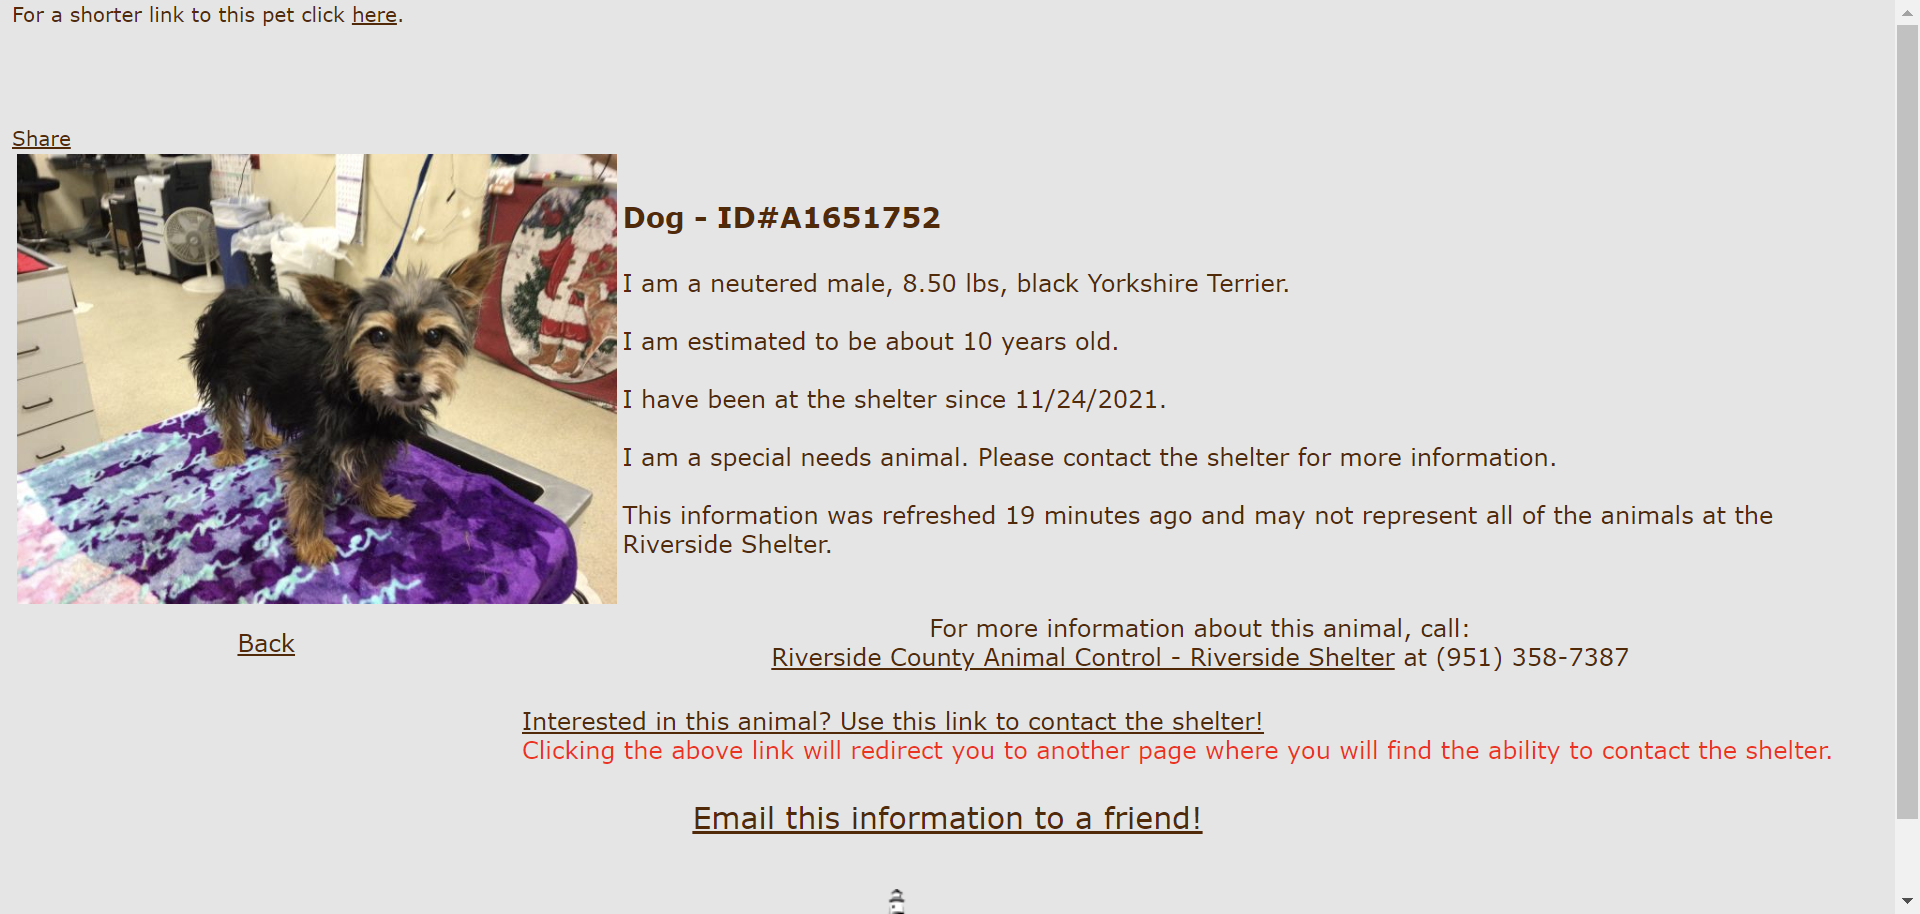 For a shorter link to this pet click here.
Share
Dog - ID#A1651752
I am a neutered male, 8.50 lbs, black Yorkshire Terrier.
I am estimated to be about 10 years old.
I have been at the shelter since 11/24/2021.
I am a special needs animal. Please contact the shelter for more information.
This information was refreshed 19 minutes ago and may not represent all of the animals at the
Riverside Shelter.
Back
For more information about this animal, call:
Riverside County Animal Control - Riverside Shelter at (951) 358-7387
Interested in this animal? Use this link to contact the shelter!
Clicking the above link will redirect you to another page where you will find the ability to contact the shelter.
Email this information to a friend!